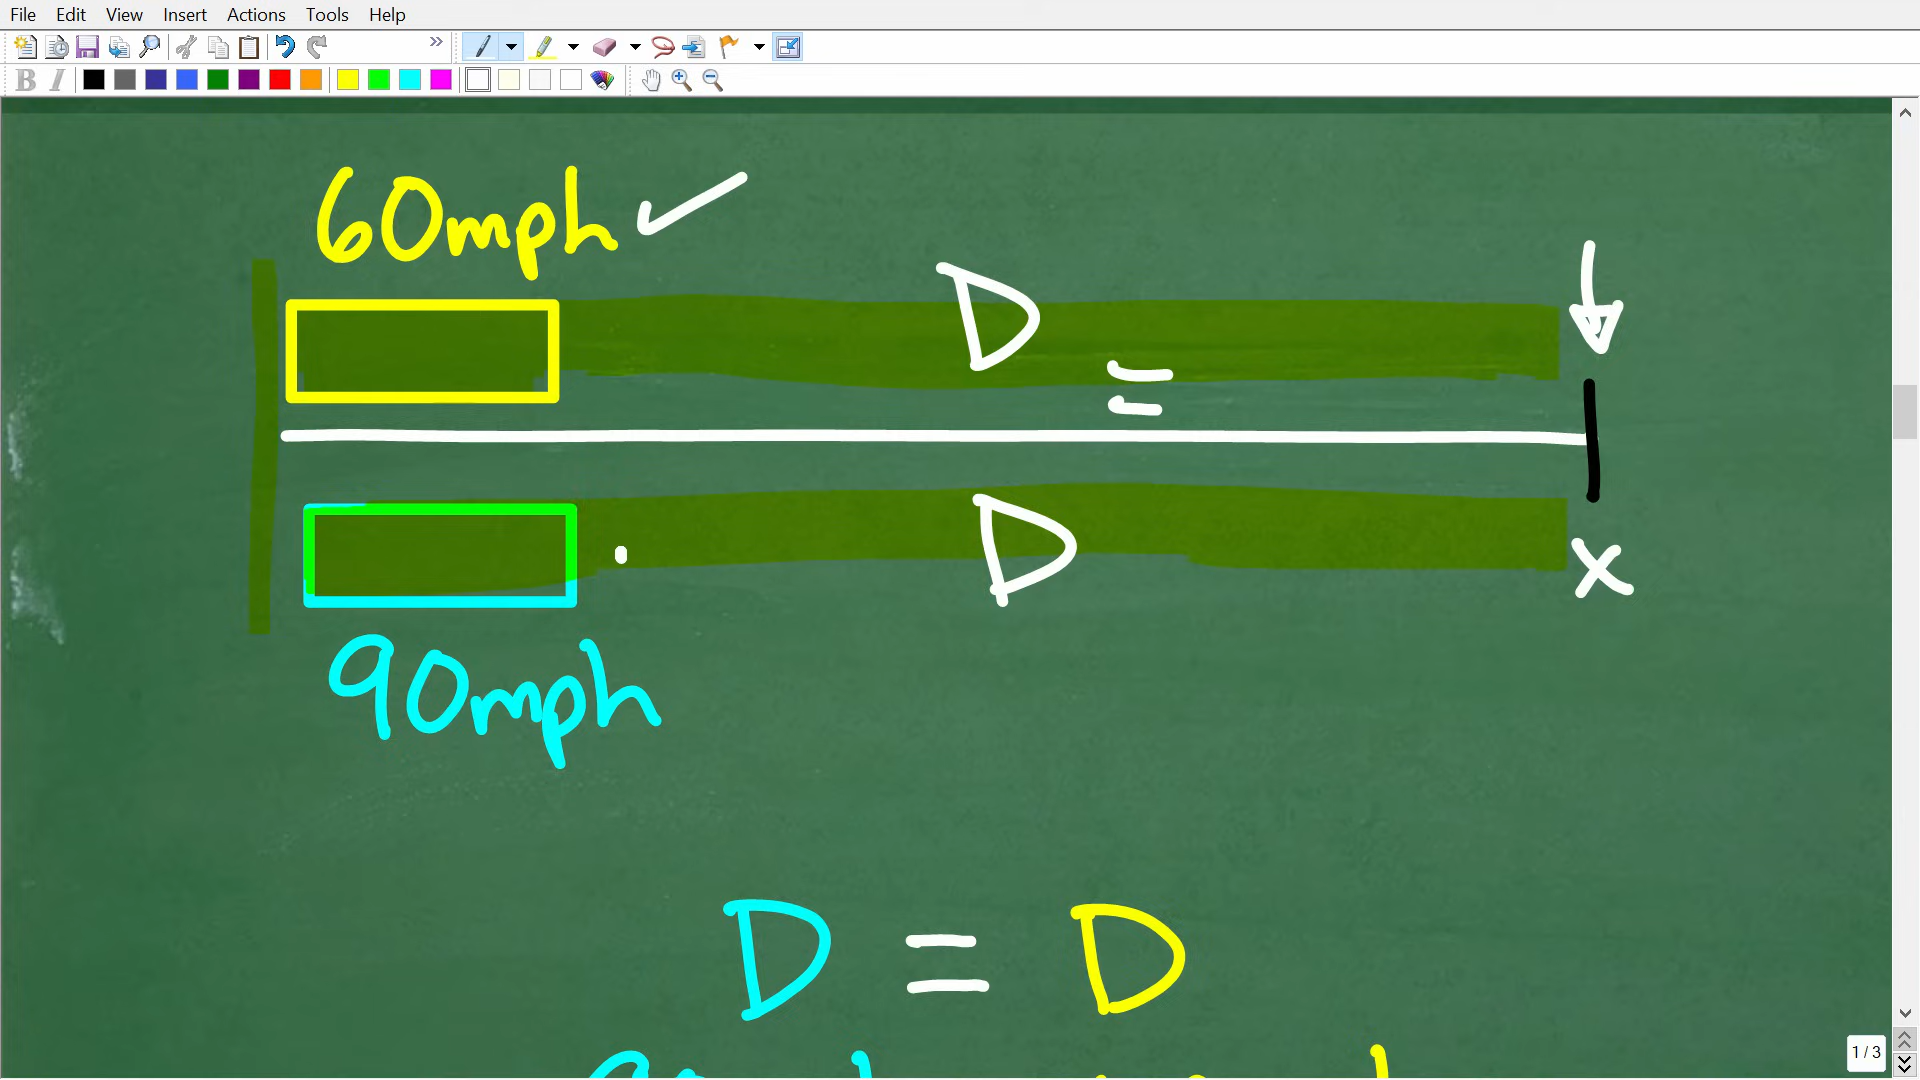 File Edit View Insert Actions Tools Help
B I
60mph
D
=
D
x
90mph
D = D
1 / 3